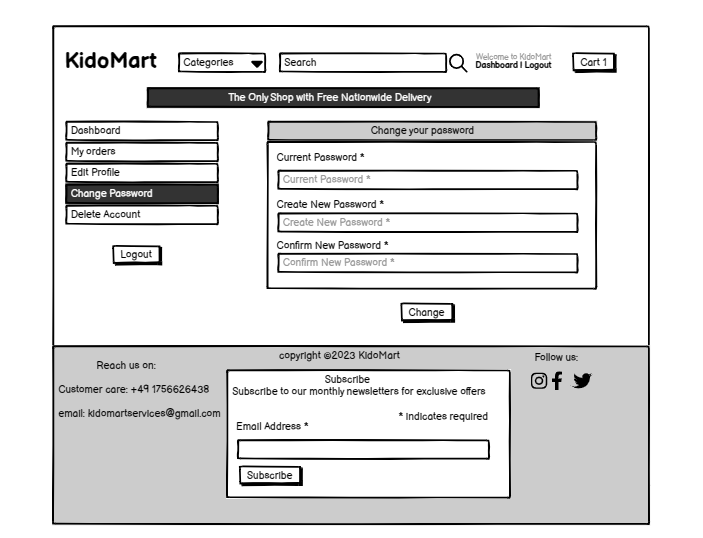 KidoMart
Categories
Search
Welcome to KidMart
Dashboard | Logout
Cart 1
The Only Shop with Free Nationwide Delivery
Dashboard
My orders
Edit Profile
Change Password
Delete Account
Logout
Change your password
Current Password *
Current Password *
Create New Password *
Create New Password *
Confirm New Password *
Confirm New Password *
Change
copyright ©2023 KidoMart
Reach us on:
Customer care: +49 1756626438
email: kidomartservices@gmail.com
Subscribe
Subscribe to our monthly newsletters for exclusive offers
* indicates required
Email Address *
Subscribe
Follow us: